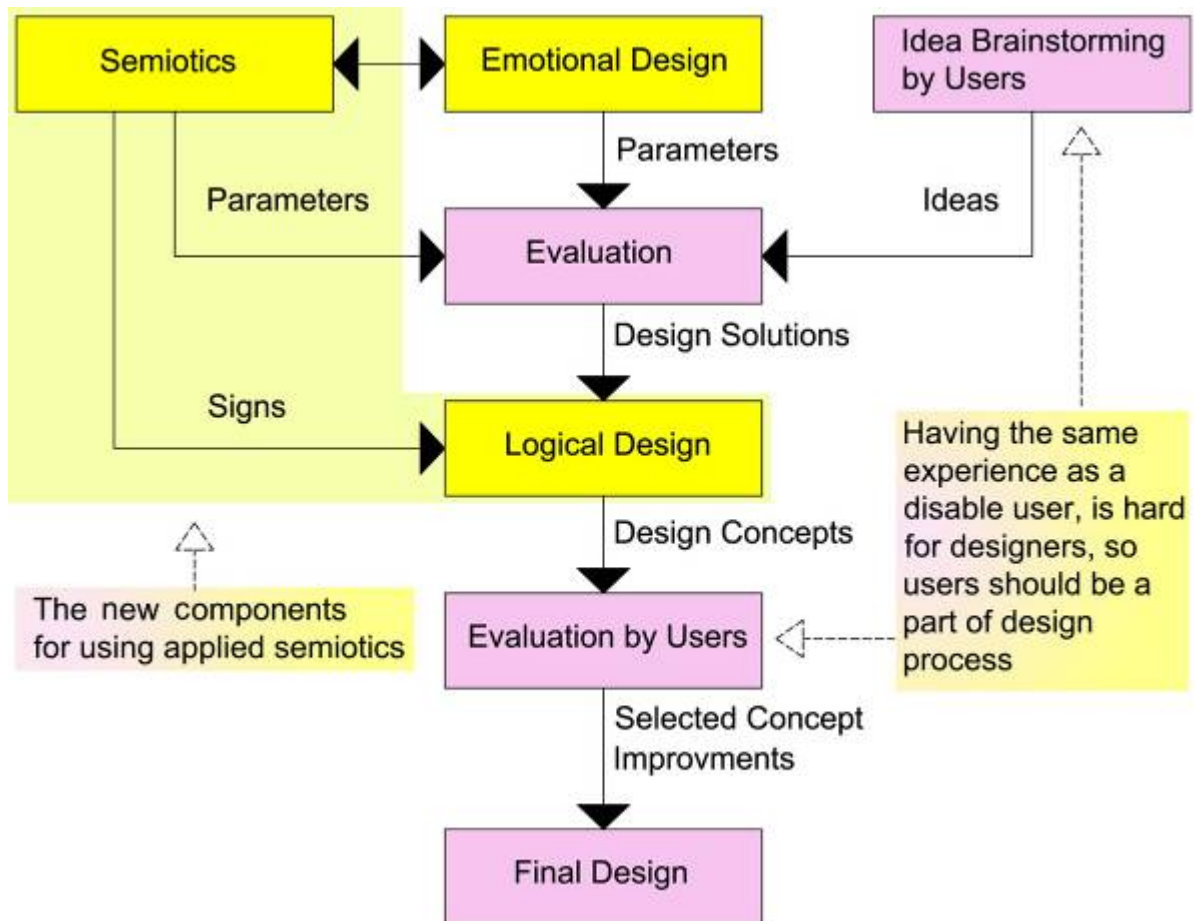 Semiotics
Emotional Design
Idea Brainstorming
by Users
Parameters
Parameters
Ideas
Evaluation
Design Solutions
Signs
Logical Design
Having the same
experience as a
disable user, is hard
for designers, so
users should be a
part of design
process
Design Concepts
The new components
for using applied semiotics
Evaluation by Users
Selected Concept
Improvments
Final Design